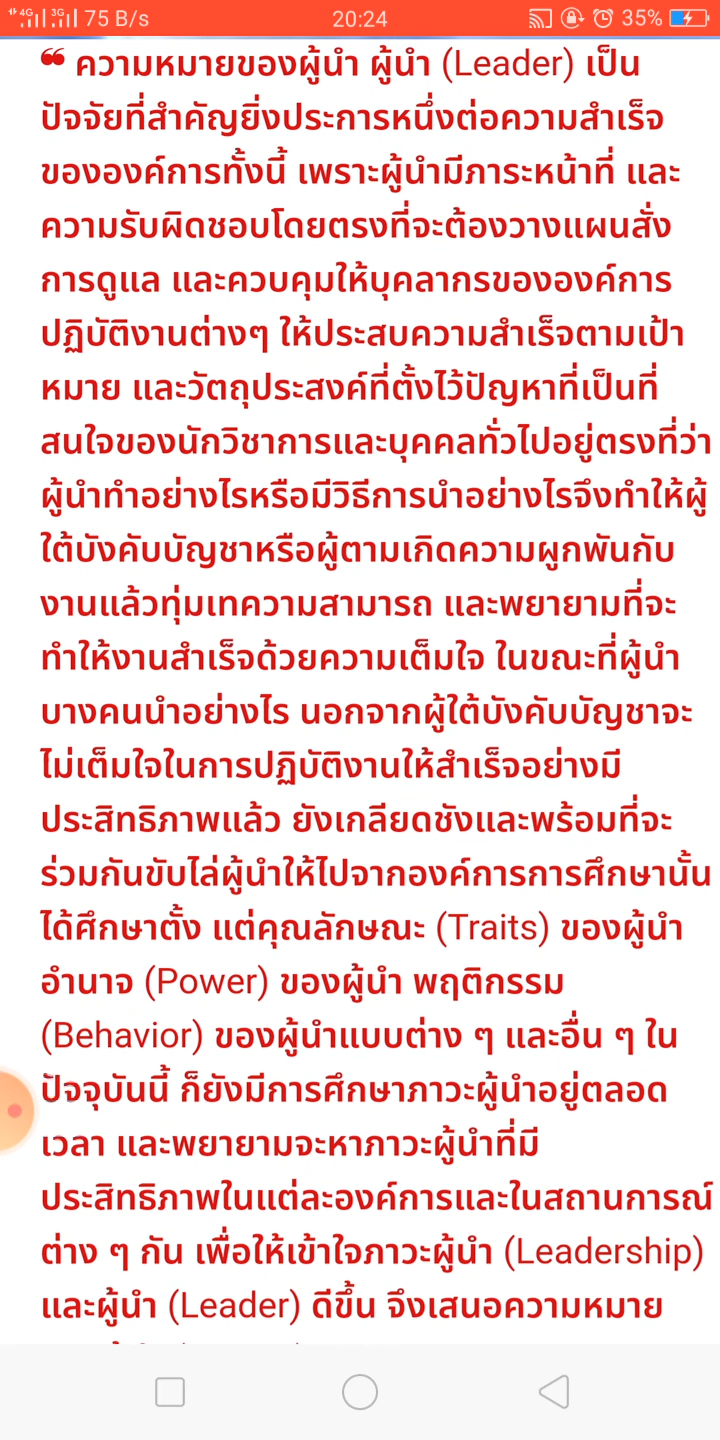 4G 3G 75 B/s 20:24 35%
❝ ความหมายของผู้นำ ผู้นำ (Leader) เป็น
ปัจจัยที่สำคัญยิ่งประการหนึ่งต่อความสำเร็จ
ขององค์การทั้งนี้ เพราะผู้นำมีภาระหน้าที่ และ
ความรับผิดชอบโดยตรงที่จะต้องวางแผนสั่ง
การดูแล และควบคุมให้บุคลากรขององค์การ
ปฏิบัติงานต่างๆ ให้ประสบความสำเร็จตามเป้า
หมาย และวัตถุประสงค์ที่ตั้งไว้ปัญหาที่เป็นที่
สนใจของนักวิชาการและบุคคลทั่วไปอยู่ตรงที่ว่า
ผู้นำทำอย่างไรหรือมีวิธีการนำอย่างไรจึงทำให้ผู้
ใต้บังคับบัญชาหรือผู้ตามเกิดความผูกพันกับ
งานแล้วทุ่มเทความสามารถ และพยายามที่จะ
ทำให้งานสำเร็จด้วยความเต็มใจ ในขณะที่ผู้นำ
บางคนนำอย่างไร นอกจากผู้ใต้บังคับบัญชาจะ
ไม่เต็มใจในการปฏิบัติงานให้สำเร็จอย่างมี
ประสิทธิภาพแล้ว ยังเกลียดชังและพร้อมที่จะ
ร่วมกันขับไล่ผู้นำให้ไปจากองค์การการศึกษานั้น
ได้ศึกษาตั้ง แต่คุณลักษณะ (Traits) ของผู้นำ
อำนาจ (Power) ของผู้นำ พฤติกรรม
(Behavior) ของผู้นำแบบต่าง ๆ และอื่น ๆ ใน
ปัจจุบันนี้ ก็ยังมีการศึกษาภาวะผู้นำอยู่ตลอด
เวลา และพยายามจะหาภาวะผู้นำที่มี
ประสิทธิภาพในแต่ละองค์การและในสถานการณ์
ต่าง ๆ กัน เพื่อให้เข้าใจภาวะผู้นำ (Leadership)
และผู้นำ (Leader) ดีขึ้น จึงเสนอความหมาย